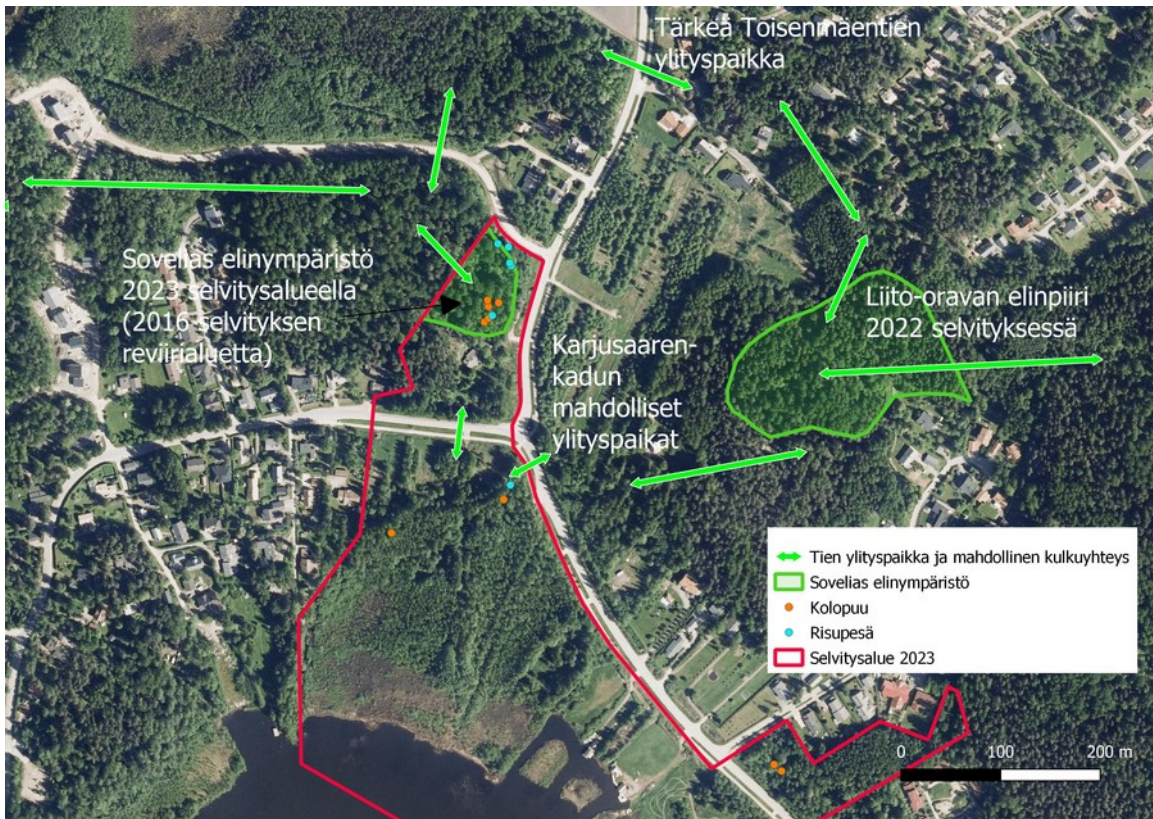 Tärkeä Toisenmäentien
ylityspaikka
Sovelias elinympäristö
2023 selvitysalueella
(2016 selvityksen
reviirialuetta)
Liito-oravan elinpiiri
2022 selvityksessä
Karjusaaren-
kadun
mahdolliset
ylityspaikat
Tien ylityspaikka ja mahdollinen kulkuyhteys
Sovelias elinympäristö
Kolopuu
Risupesä
Selvitysalue 2023
0 100 200 m